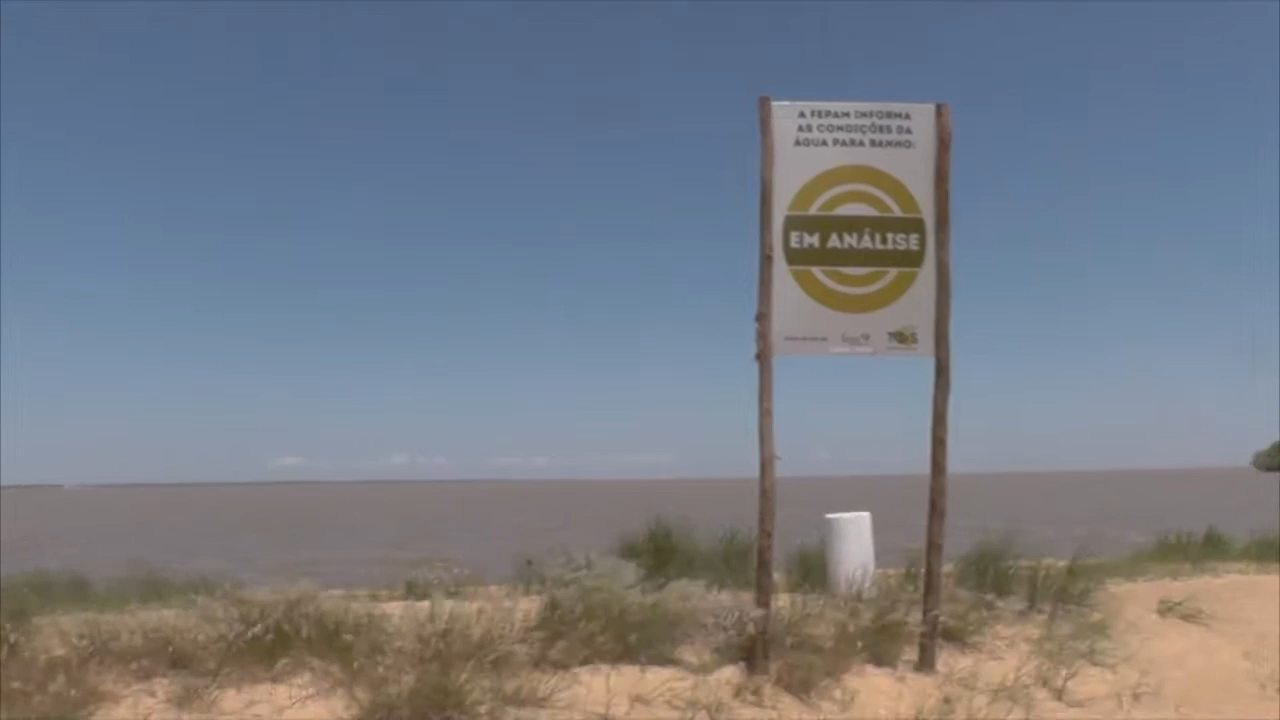 A FEPAM INFORMA
AS CONDIÇÕES DA
ÁGUA PARA BANHO:
EM ANÁLISE